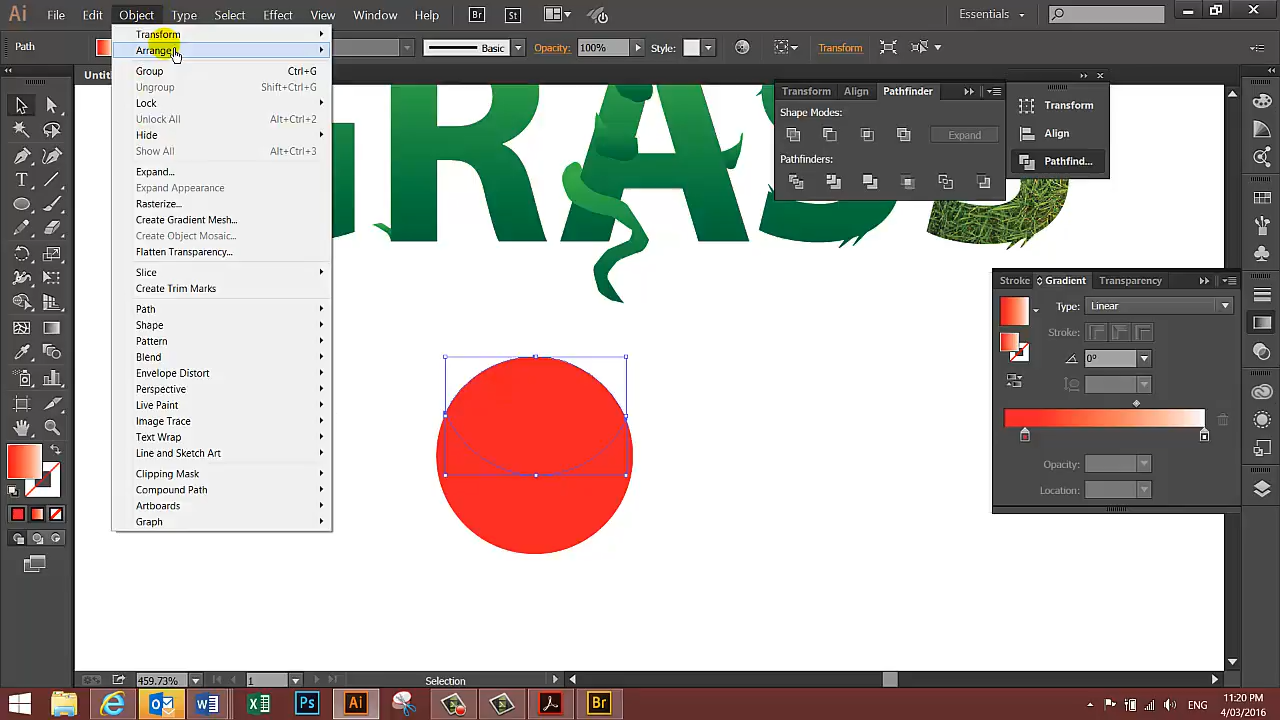 Ai File Edit Object Type Select Effect View Window Help Br St Essentials
Path Basic Opacity: 100% Style: Transform
Transform
Arrange
Group Ctrl+G
Ungroup Shift+Ctrl+G
Lock
Unlock All Alt+Ctrl+2
Hide
Show All Alt+Ctrl+3
Expand...
Expand Appearance
Rasterize...
Create Gradient Mesh...
Create Object Mosaic...
Flatten Transparency...
Slice
Create Trim Marks
Path
Shape
Pattern
Blend
Envelope Distort
Perspective
Live Paint
Image Trace
Text Wrap
Line and Sketch Art
Clipping Mask
Compound Path
Artboards
Graph
Untit
GRASS
Transform Align Pathfinder
Shape Modes:
Expand
Pathfinders:
Transform
Align
Pathfind...
Stroke Gradient Transparency
Type: Linear
Stroke:
0°
Opacity:
Location:
459.73% 1 Selection
Ps Ai Br
ENG 11:20 PM
4/03/2016